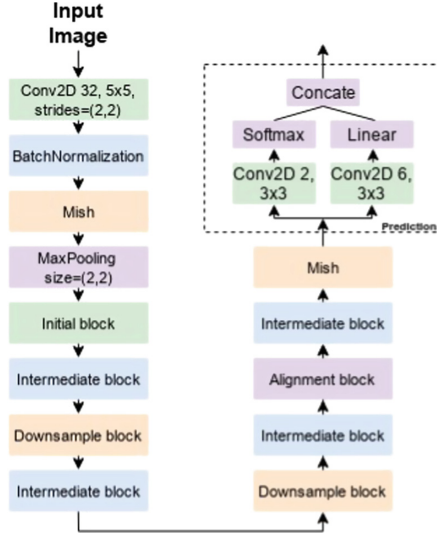 Input
Image
Conv2D 32, 5x5,
strides=(2,2)
BatchNormalization
Mish
MaxPooling
size=(2,2)
Initial block
Intermediate block
Downsample block
Intermediate block
Downsample block
Intermediate block
Alignment block
Intermediate block
Mish
Prediction
Conv2D 2,
3x3
Conv2D 6,
3x3
Softmax
Linear
Concate